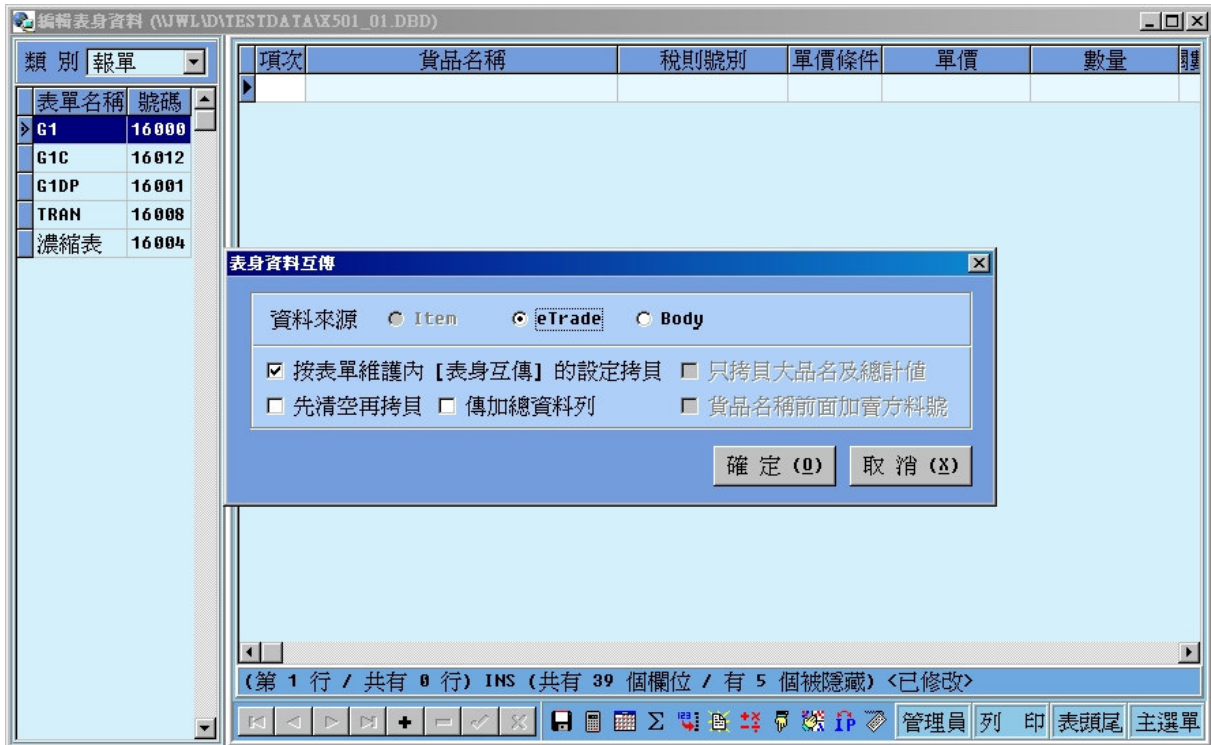 編輯表身資料 (\\JWL\D\TESTDATA\X501_01.DBD)
類 別 報單
表單名稱 號碼
G1 16000
G1C 16012
G1DP 16001
TRAN 16008
濃縮表 16004
項次 貨品名稱 稅則號別 單價條件 單價 數量
表身資料互傳
資料來源 Item eTrade Body
按表單維護內 [表身互傳] 的設定拷貝 只拷貝大品名及總計值
先清空再拷貝 傳加總資料列 貨品名稱前面加賣方料號
確 定 (O) 取 消 (X)
(第 1 行 / 共有 0 行) INS (共有 39 個欄位 / 有 5 個被隱藏) <已修改>
IP 管理員 列 印 表頭尾 主選單